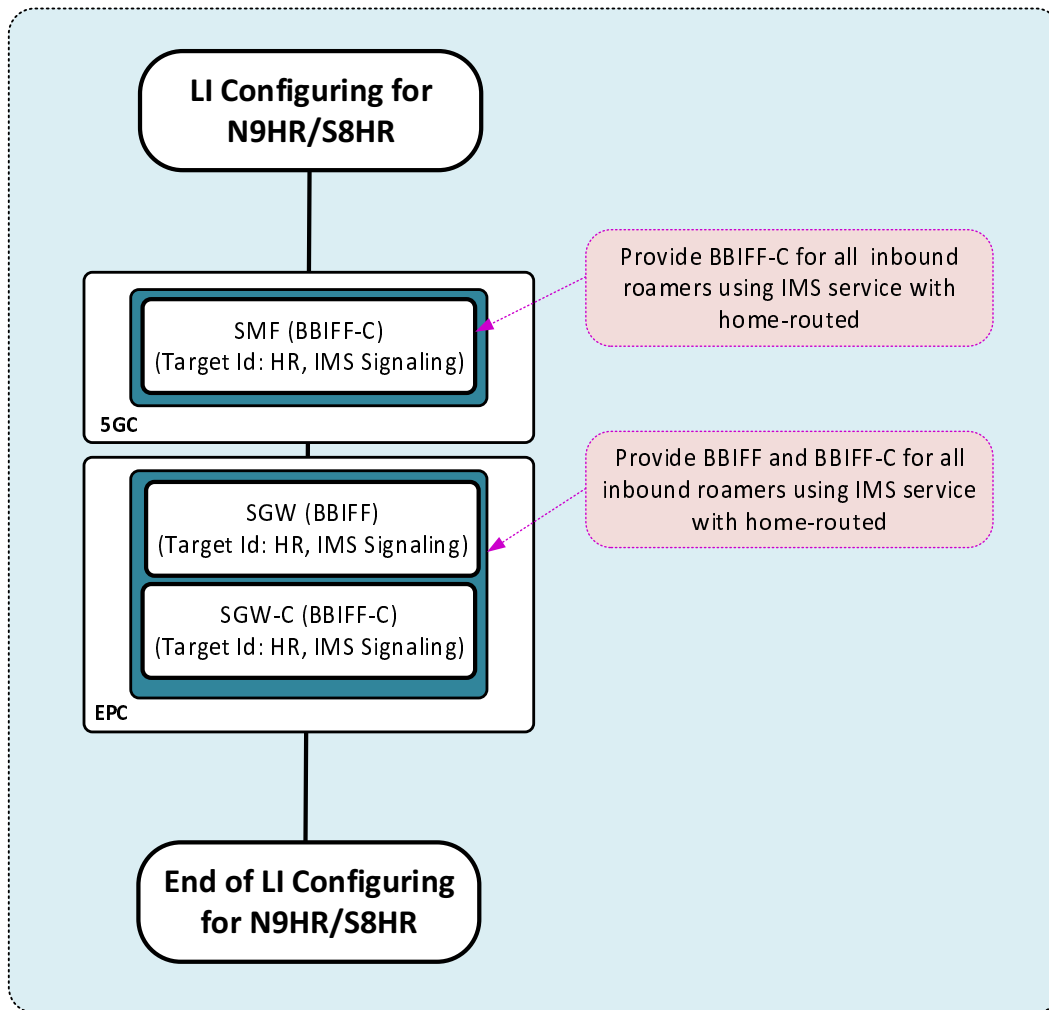 LI Configuring for
N9HR/S8HR
Provide BBIFF-C for all inbound
roamers using IMS service with
home-routed
SMF (BBIFF-C)
(Target Id: HR, IMS Signaling)
5GC
Provide BBIFF and BBIFF-C for all
inbound roamers using IMS service
with home-routed
SGW (BBIFF)
(Target Id: HR, IMS Signaling)
SGW-C (BBIFF-C)
(Target Id: HR, IMS Signaling)
EPC
End of LI Configuring
for N9HR/S8HR